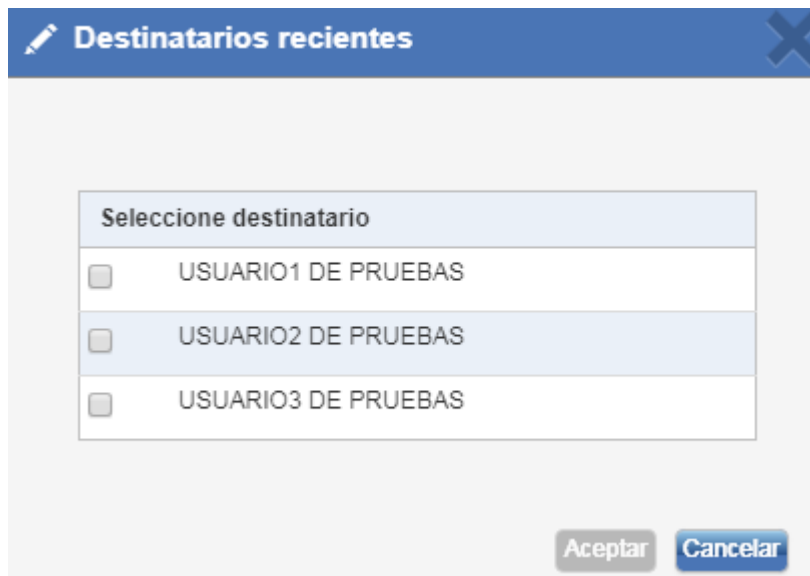 Destinatarios recientes
Seleccione destinatario
USUARIO1 DE PRUEBAS
USUARIO2 DE PRUEBAS
USUARIO3 DE PRUEBAS
Aceptar Cancelar